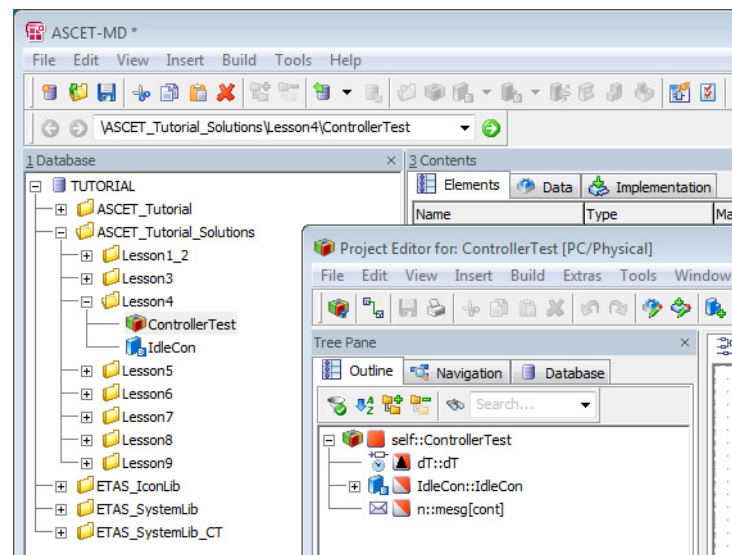 ASCET-MD *
File Edit View Insert Build Tools Help
\ASCET_Tutorial_Solutions\Lesson4\ControllerTest
1 Database
3 Contents
TUTORIAL
ASCET_Tutorial
ASCET_Tutorial_Solutions
Lesson1_2
Lesson3
Lesson4
ControllerTest
IdleCon
Lesson5
Lesson6
Lesson7
Lesson8
Lesson9
ETAS_IconLib
ETAS_SystemLib
ETAS_SystemLib_CT
Elements Data Implementation
Name Type Ma
Project Editor for: ControllerTest [PC/Physical]
File Edit View Insert Build Extras Tools Window
Tree Pane
Outline Navigation Database
Search...
self::ControllerTest
dT::dT
IdleCon::IdleCon
n::mesg[cont]